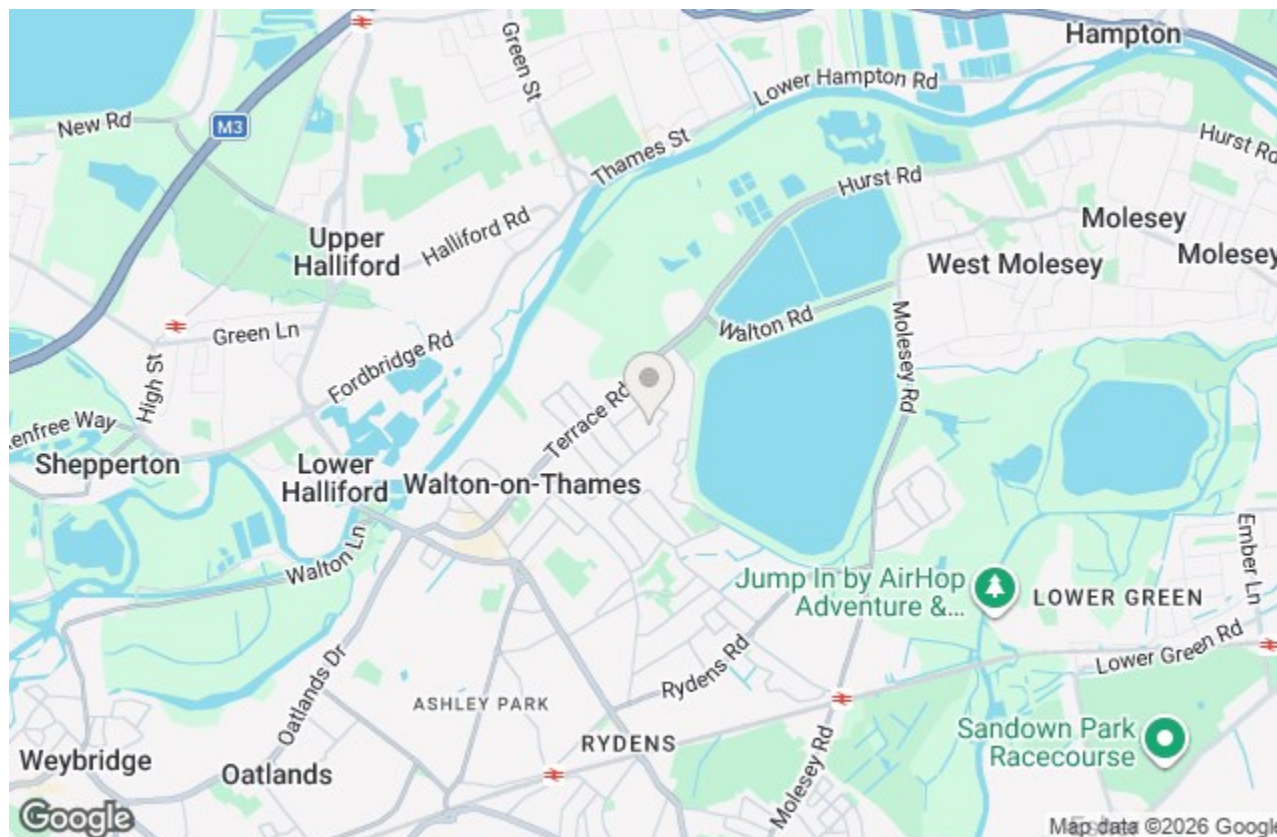 Hampton
Green St
Lower Hampton Rd
New Rd
M3
Thames St
Hurst Rd
Hurst Rd
Halliford Rd
Molesey
Upper
Halliford
West Molesey
Molesey
Green Ln
Walton Rd
Molesey Rd
Fordbridge Rd
High St
Terrace Rd
enfree Way
Shepperton
Lower
Halliford
Walton-on-Thames
Walton Ln
Ember Ln
Jump In by AirHop
Adventure &...
LOWER GREEN
Lower Green Rd
Oatlands Dr
Rydens Rd
ASHLEY PARK
RYDENS
Sandown Park
Racecourse
Weybridge
Oatlands
Molesey Rd
Google
Map data ©2026 Google